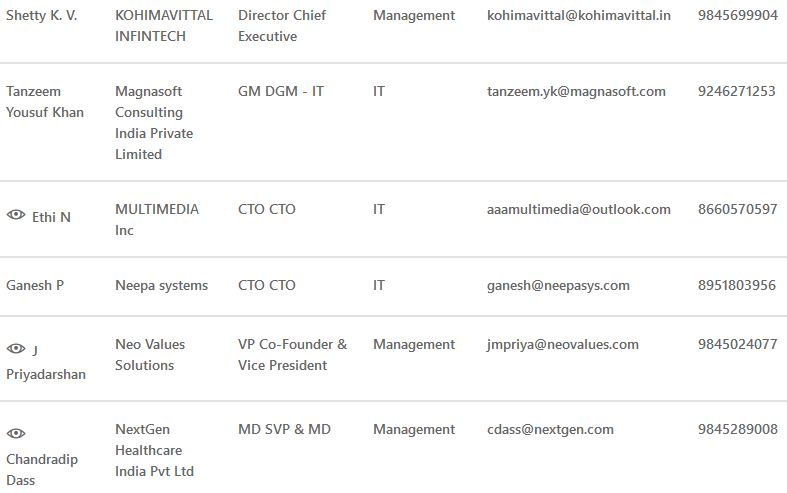 Shetty K. V. KOHIMAVITTAL Director Chief Management kohimavittal@kohimavittal.in 9845699904
INFINTECH Executive
Tanzeem Magnasoft GM DGM - IT IT tanzeem.yk@magnasoft.com 9246271253
Yousuf Khan Consulting
India Private
Limited
Ethi N MULTIMEDIA CTO CTO IT aaamultimedia@outlook.com 8660570597
Inc
Ganesh P Neepa systems CTO CTO IT ganesh@neepasys.com 8951803956
J Neo Values VP Co-Founder & Management jmpriya@neovalues.com 9845024077
Priyadarshan Solutions Vice President
NextGen MD SVP & MD Management cdass@nextgen.com 9845289008
Chandradip Healthcare
Dass India Pvt Ltd